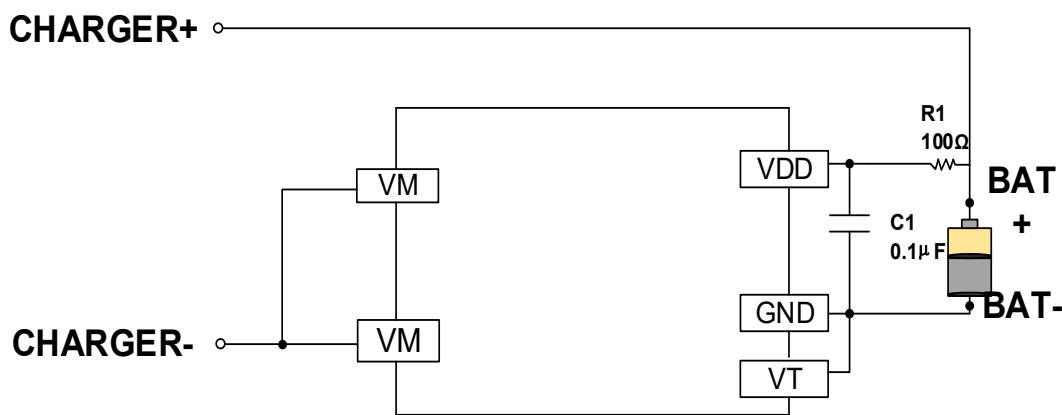 CHARGER+
R1
100Ω
VDD
VM
BAT
+
C1
0.1μF
GND
BAT-
VM
CHARGER-
VT